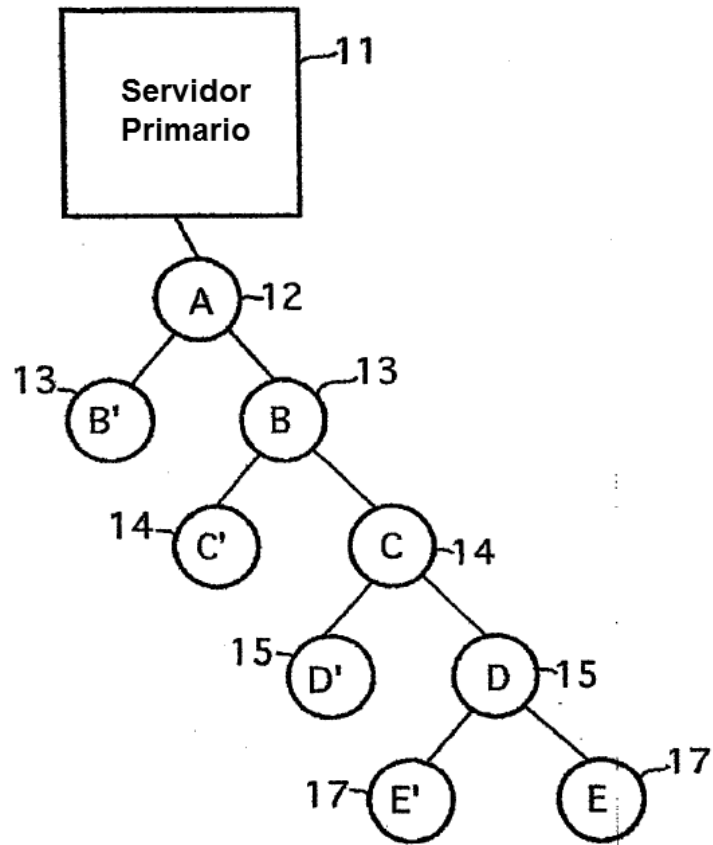 11
Servidor
Primario
A 12
13 13
B' B
14 C' C 14
15 D' D 15
17 E' E 17